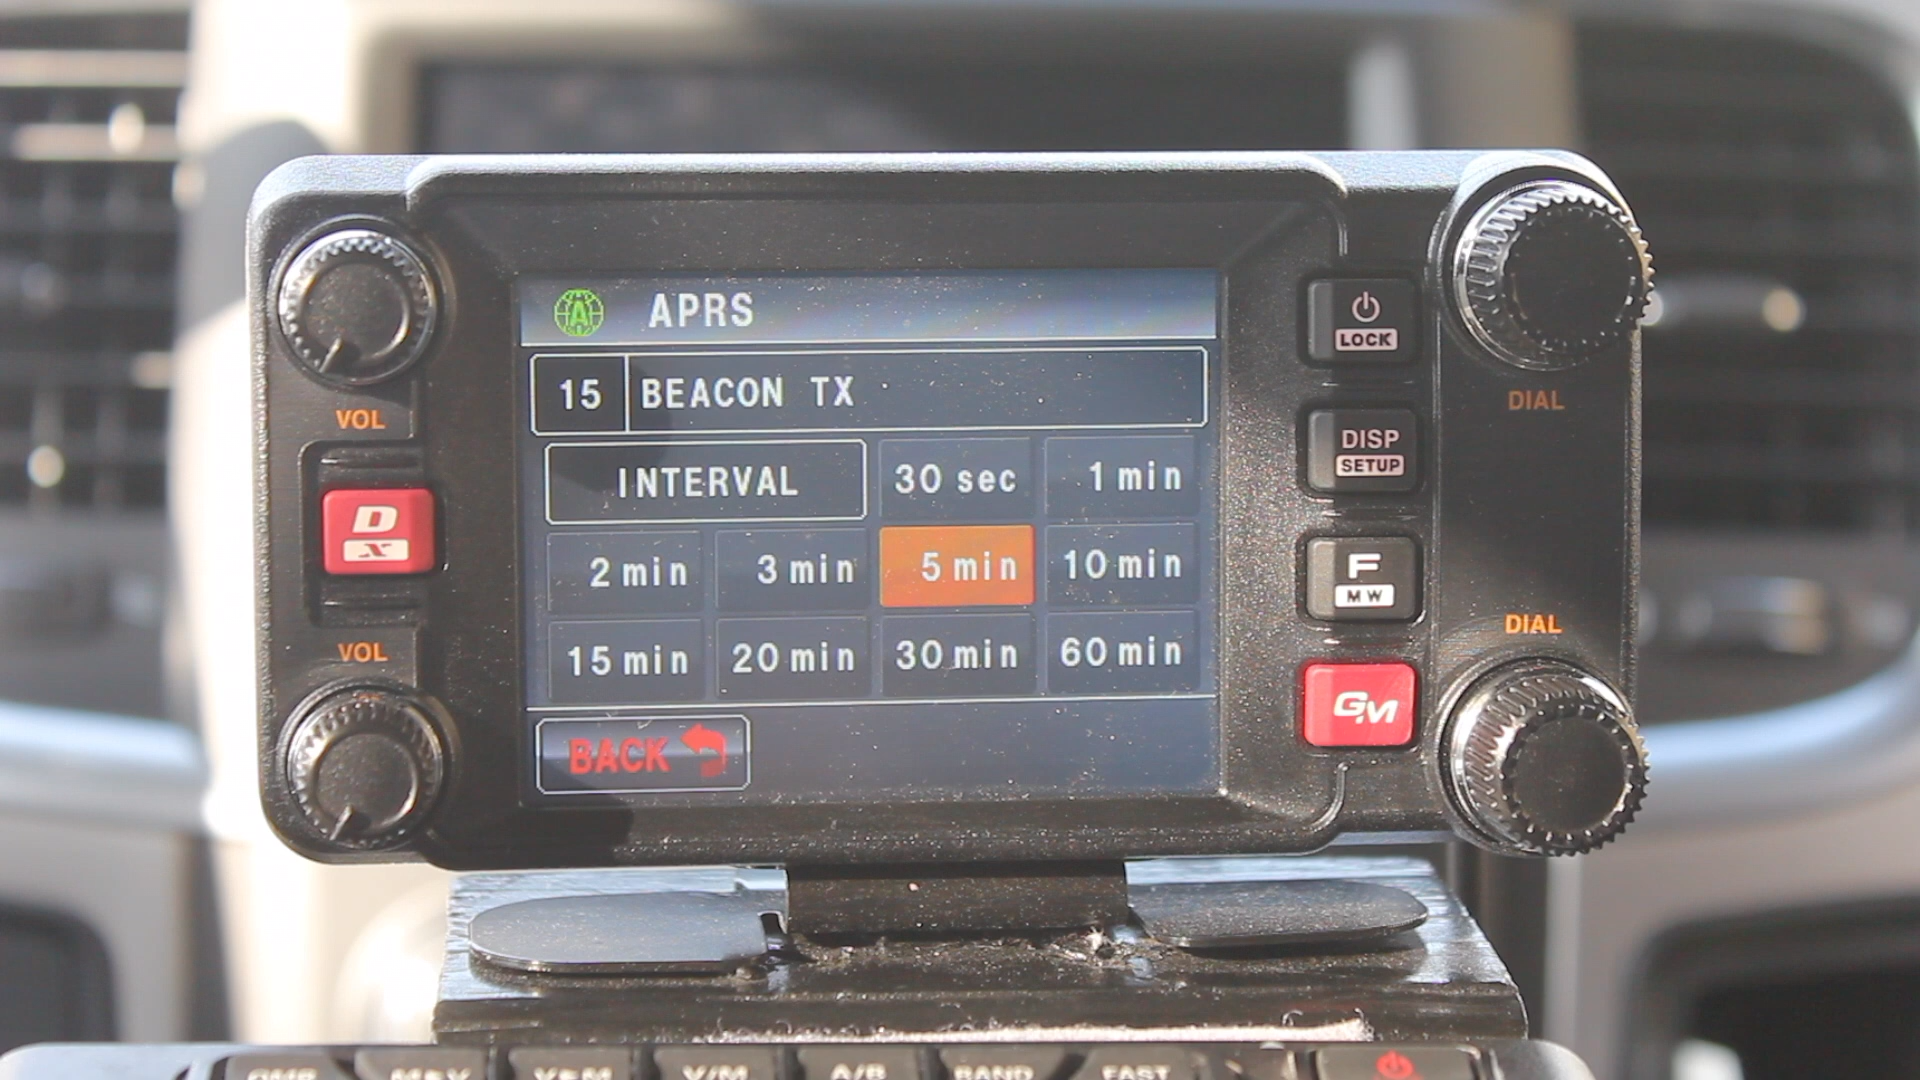 APRS
15 BEACON TX
INTERVAL 30 sec 1 min
2 min 3 min 5 min 10 min
15 min 20 min 30 min 60 min
BACK
VOL
D
X
VOL
LOCK
DISP
SETUP
F
MW
GM
DIAL
DIAL
V/M A/B BAND FAST